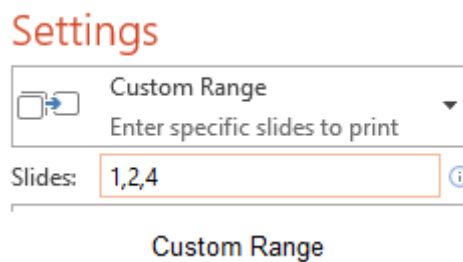 Settings
Custom Range
Enter specific slides to print
Slides: 1,2,4
Custom Range